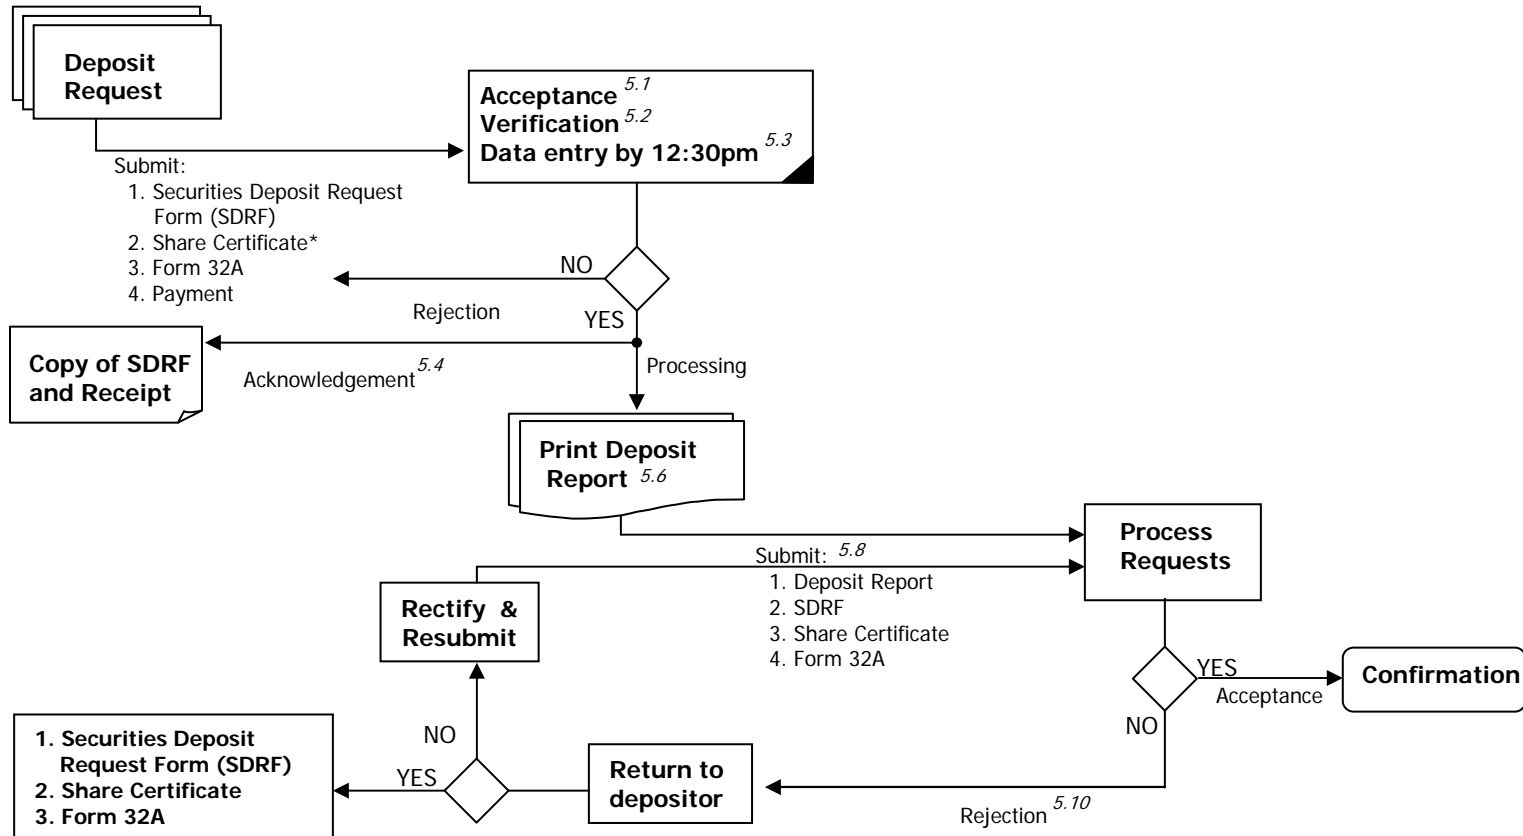 Deposit
Request
Acceptance 5.1
Verification 5.2
Data entry by 12:30pm 5.3
Submit:
1. Securities Deposit Request
Form (SDRF)
2. Share Certificate*
3. Form 32A
4. Payment
NO
Rejection
YES
Copy of SDRF
and Receipt
Acknowledgement 5.4
Processing
Print Deposit
Report 5.6
Process
Requests
Submit: 5.8
1. Deposit Report
2. SDRF
3. Share Certificate
4. Form 32A
Rectify &
Resubmit
YES
Acceptance
Confirmation
NO
1. Securities Deposit
Request Form (SDRF)
2. Share Certificate
3. Form 32A
NO
YES
Return to
depositor
Rejection 5.10